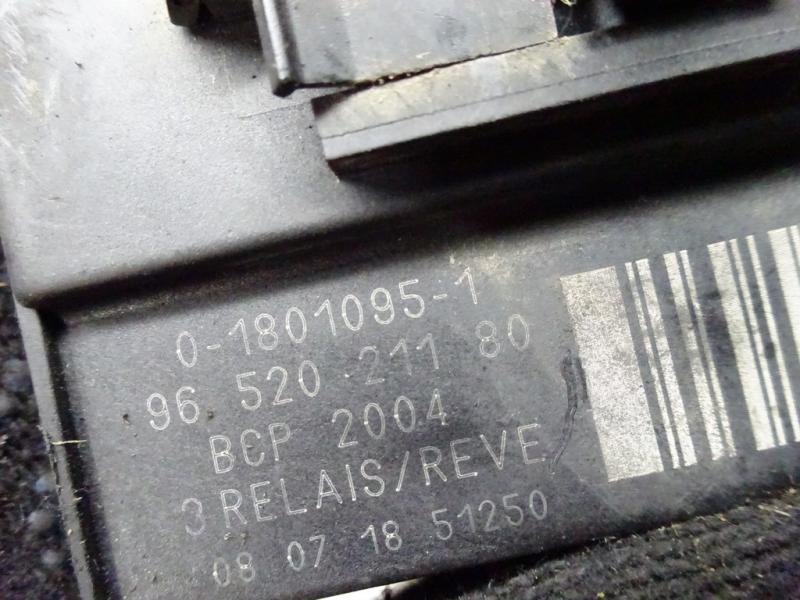 0-1801095-1
96 520 211 80
BCP 2004
3 RELAIS/REVE
08 07 18 51250